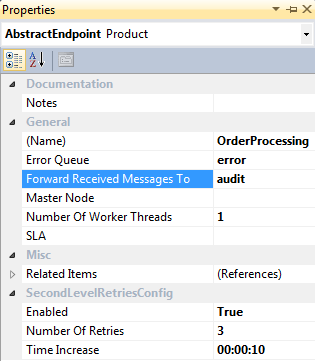 Properties
AbstractEndpoint Product
Documentation
Notes
General
(Name) OrderProcessing
Error Queue error
Forward Received Messages To audit
Master Node
Number Of Worker Threads 1
SLA
Misc
Related Items (References)
SecondLevelRetriesConfig
Enabled True
Number Of Retries 3
Time Increase 00:00:10